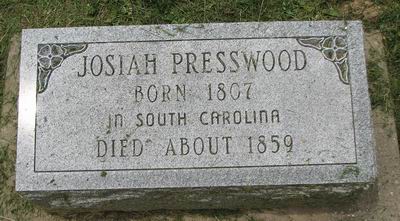 JOSIAH PRESSWOOD
BORN 1807
IN SOUTH CAROLINA
DIED ABOUT 1859